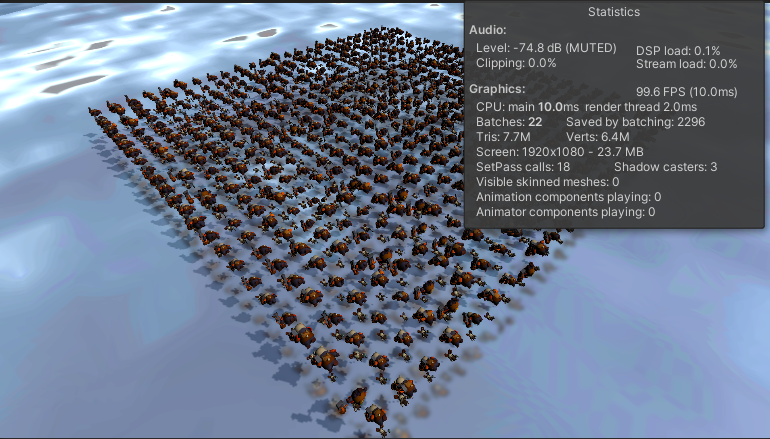 Statistics
Audio:
Level: -74.8 dB (MUTED) DSP load: 0.1%
Clipping: 0.0% Stream load: 0.0%
Graphics: 99.6 FPS (10.0ms)
CPU: main 10.0ms render thread 2.0ms
Batches: 22 Saved by batching: 2296
Tris: 7.7M Verts: 6.4M
Screen: 1920x1080 - 23.7 MB
SetPass calls: 18 Shadow casters: 3
Visible skinned meshes: 0
Animation components playing: 0
Animator components playing: 0